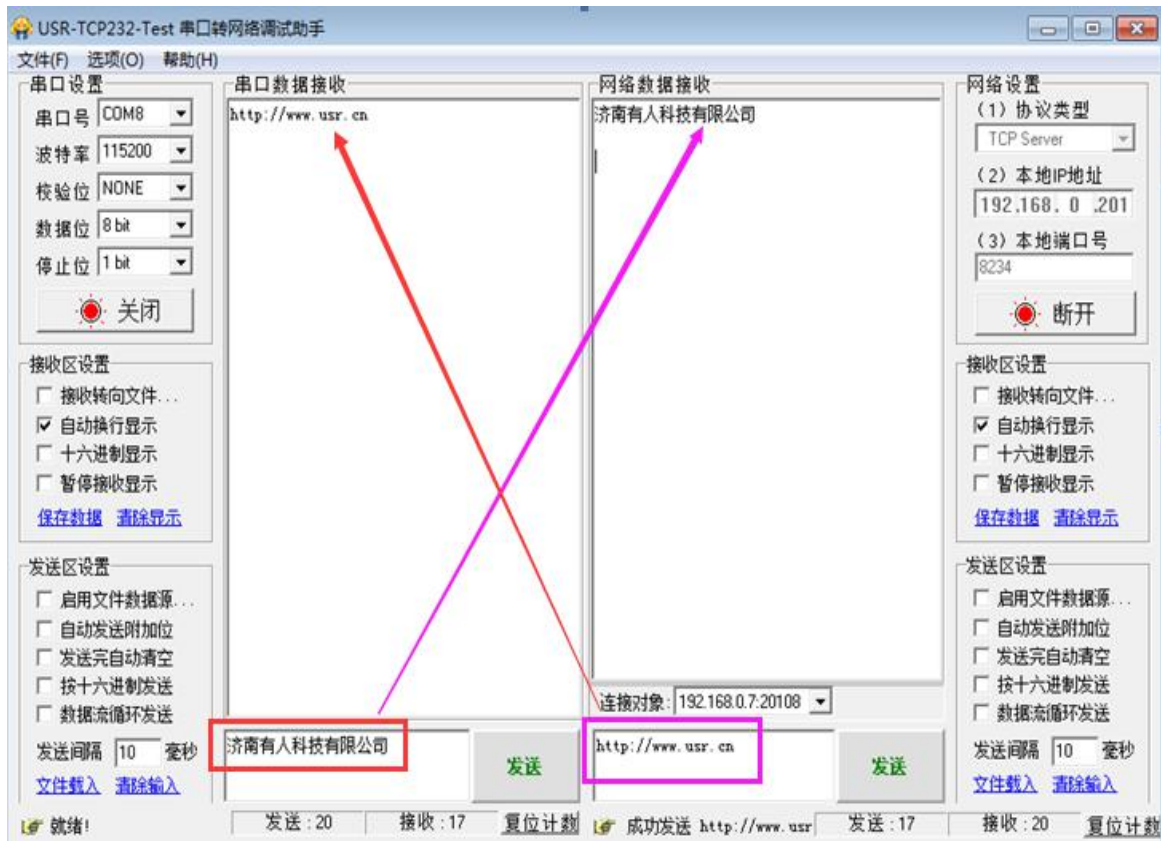 USR-TCP232-Test 串口转网络调试助手
文件(F) 选项(O) 帮助(H)
串口设置
串口号 COM8
波特率 115200
校验位 NONE
数据位 8 bit
停止位 1 bit
关闭
接收区设置
接收转向文件...
自动换行显示
十六进制显示
暂停接收显示
保存数据 清除显示
发送区设置
启用文件数据源...
自动发送附加位
发送完自动清空
按十六进制发送
数据流循环发送
发送间隔 10 毫秒
文件载入 清除输入
串口数据接收
http://www.usr.cn
济南有人科技有限公司
发送
网络数据接收
济南有人科技有限公司
连接对象: 192.168.0.7:20108
http://www.usr.cn
发送
网络设置
(1) 协议类型
TCP Server
(2) 本地IP地址
192.168. 0 .201
(3) 本地端口号
8234
断开
接收区设置
接收转向文件...
自动换行显示
十六进制显示
暂停接收显示
保存数据 清除显示
发送区设置
启用文件数据源...
自动发送附加位
发送完自动清空
按十六进制发送
数据流循环发送
发送间隔 10 毫秒
文件载入 清除输入
就绪! 发送:20 接收:17 复位计数 成功发送 http://www.usr 发送:17 接收:20 复位计数